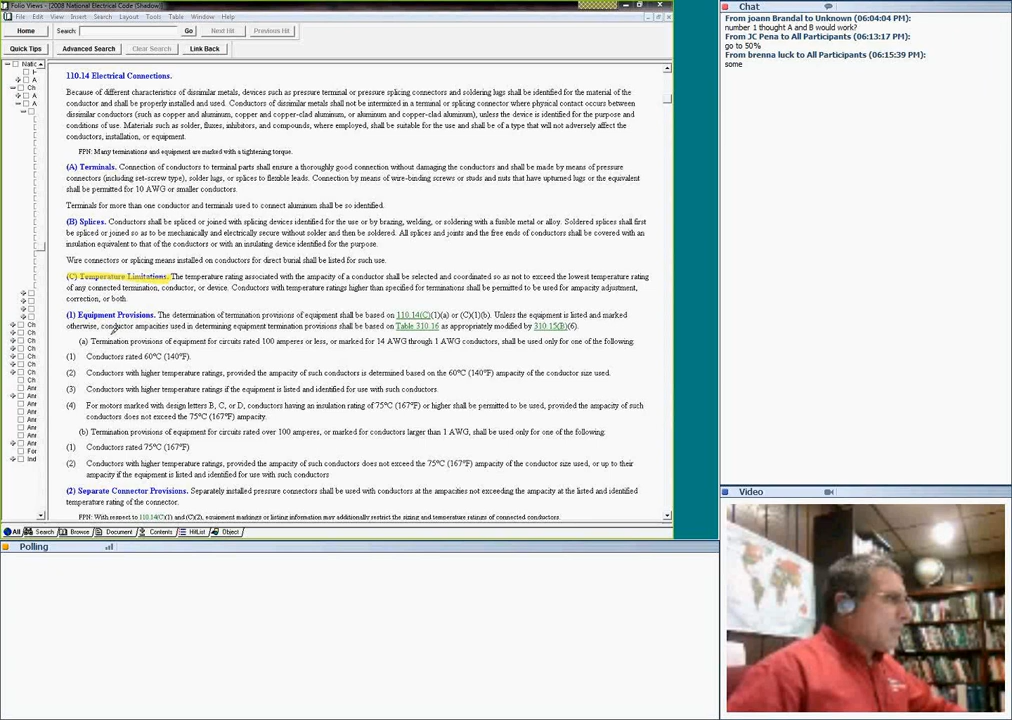 Folio Views - [2008 National Electrical Code (Shadow)]
File Edit View Insert Search Layout Tools Table Window Help
Home Search: Go Next Hit Previous Hit
Quick Tips Advanced Search Clear Search Link Back
Natic
H
A
Ch
A
Ch
Ch
Ch
Ch
Ch
Ch
Ch
Ch
Anr
Anr
Anr
Anr
Anr
Anr
Anr
For
Ind
110.14 Electrical Connections.
Because of different characteristics of dissimilar metals, devices such as pressure terminal or pressure splicing connectors and soldering lugs shall be identified for the material of the
conductor and shall be properly installed and used. Conductors of dissimilar metals shall not be intermixed in a terminal or splicing connector where physical contact occurs between
dissimilar conductors (such as copper and aluminum, copper and copper-clad aluminum, or aluminum and copper-clad aluminum), unless the device is identified for the purpose and
conditions of use. Materials such as solder, fluxes, inhibitors, and compounds, where employed, shall be suitable for the use and shall be of a type that will not adversely affect the
conductors, installation, or equipment.
FPN: Many terminations and equipment are marked with a tightening torque.
(A) Terminals. Connection of conductors to terminal parts shall ensure a thoroughly good connection without damaging the conductors and shall be made by means of pressure
connectors (including set-screw type), solder lugs, or splices to flexible leads. Connection by means of wire-binding screws or studs and nuts that have upturned lugs or the equivalent
shall be permitted for 10 AWG or smaller conductors.
Terminals for more than one conductor and terminals used to connect aluminum shall be so identified.
(B) Splices. Conductors shall be spliced or joined with splicing devices identified for the use or by brazing, welding, or soldering with a fusible metal or alloy. Soldered splices shall first
be spliced or joined so as to be mechanically and electrically secure without solder and then be soldered. All splices and joints and the free ends of conductors shall be covered with an
insulation equivalent to that of the conductors or with an insulating device identified for the purpose.
Wire connectors or splicing means installed on conductors for direct burial shall be listed for such use.
(C) Temperature Limitations. The temperature rating associated with the ampacity of a conductor shall be selected and coordinated so as not to exceed the lowest temperature rating
of any connected termination, conductor, or device. Conductors with temperature ratings higher than specified for terminations shall be permitted to be used for ampacity adjustment,
correction, or both.
(1) Equipment Provisions. The determination of termination provisions of equipment shall be based on 110.14(C)(1)(a) or (C)(1)(b). Unless the equipment is listed and marked
otherwise, conductor ampacities used in determining equipment termination provisions shall be based on Table 310.16 as appropriately modified by 310.15(B)(6).
(a) Termination provisions of equipment for circuits rated 100 amperes or less, or marked for 14 AWG through 1 AWG conductors, shall be used only for one of the following:
(1) Conductors rated 60°C (140°F).
(2) Conductors with higher temperature ratings, provided the ampacity of such conductors is determined based on the 60°C (140°F) ampacity of the conductor size used.
(3) Conductors with higher temperature ratings if the equipment is listed and identified for use with such conductors.
(4) For motors marked with design letters B, C, or D, conductors having an insulation rating of 75°C (167°F) or higher shall be permitted to be used, provided the ampacity of such
conductors does not exceed the 75°C (167°F) ampacity.
(b) Termination provisions of equipment for circuits rated over 100 amperes, or marked for conductors larger than 1 AWG, shall be used only for one of the following:
(1) Conductors rated 75°C (167°F)
(2) Conductors with higher temperature ratings, provided the ampacity of such conductors does not exceed the 75°C (167°F) ampacity of the conductor size used, or up to their
ampacity if the equipment is listed and identified for use with such conductors
(2) Separate Connector Provisions. Separately installed pressure connectors shall be used with conductors at the ampacities not exceeding the ampacity at the listed and identified
temperature rating of the connector.
FPN: With respect to 110.14(C)(1) and (C)(2), equipment markings or listing information may additionally restrict the sizing and temperature ratings of connected conductors.
All Search Browse Document Contents HitList Object
Polling
Chat
From joann Brandal to Unknown (06:04:04 PM):
number 1 thought A and B would work?
From JC Pena to All Participants (06:13:17 PM):
go to 50%
From brenna luck to All Participants (06:15:39 PM):
some
Video